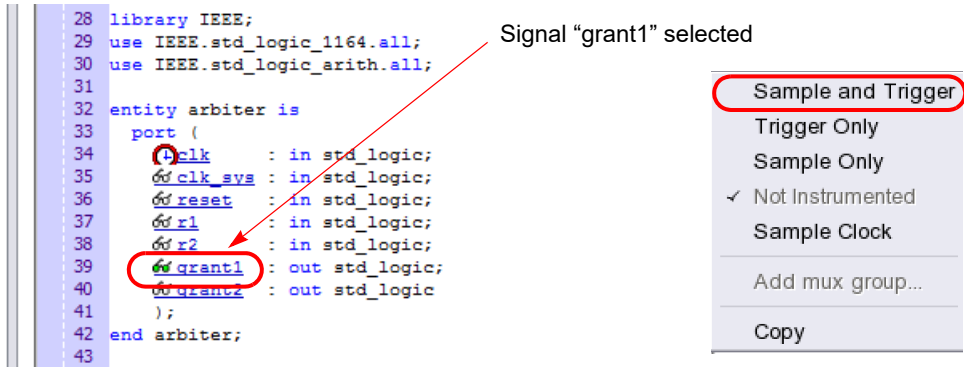 Signal “grant1” selected
28 library IEEE;
29 use IEEE.std_logic_1164.all;
30 use IEEE.std_logic_arith.all;
31
32 entity arbiter is
33 port (
34 clk : in std_logic;
35 clk_sys : in std_logic;
36 reset : in std_logic;
37 r1 : in std_logic;
38 r2 : in std_logic;
39 grant1 : out std_logic;
40 grant2 : out std_logic
41 );
42 end arbiter;
43
Sample and Trigger
Trigger Only
Sample Only
✓ Not Instrumented
Sample Clock
Add mux group...
Copy